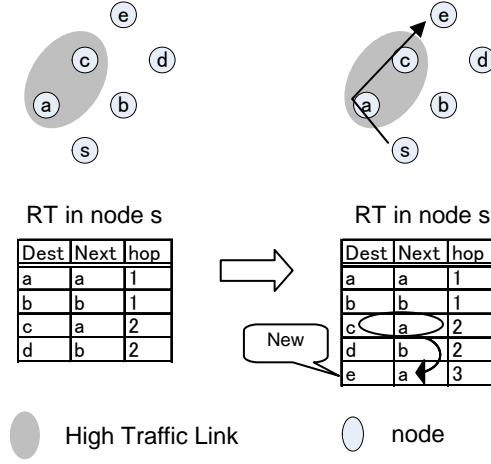 e
c
d
a
b
s
e
c
d
a
b
s
RT in node s
Dest Next hop
a a 1
b b 1
c a 2
d b 2
RT in node s
Dest Next hop
a a 1
b b 1
c a 2
d b 2
e a 3
New
High Traffic Link
node